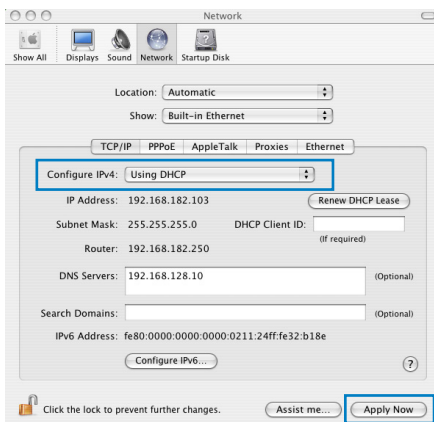 Network
Show All Displays Sound Network Startup Disk
Location: Automatic
Show: Built-in Ethernet
TCP/IP PPPoE AppleTalk Proxies Ethernet
Configure IPv4: Using DHCP
IP Address: 192.168.182.103 Renew DHCP Lease
Subnet Mask: 255.255.255.0 DHCP Client ID:
(If required)
Router: 192.168.182.250
DNS Servers: 192.168.128.10 (Optional)
Search Domains: (Optional)
IPv6 Address: fe80:0000:0000:0000:0211:24ff:fe32:b18e
Configure IPv6... ?
Click the lock to prevent further changes. Assist me... Apply Now